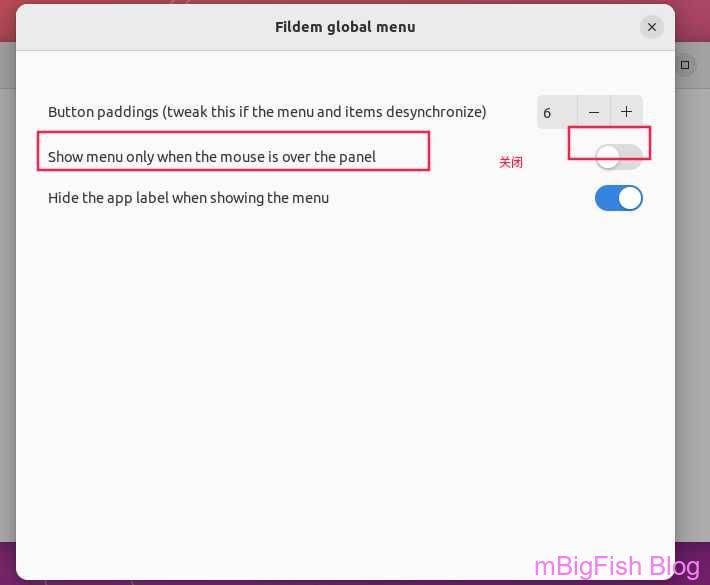 Fildem global menu
Button paddings (tweak this if the menu and items desynchronize)
6
Show menu only when the mouse is over the panel
关闭
Hide the app label when showing the menu
mBigFish Blog